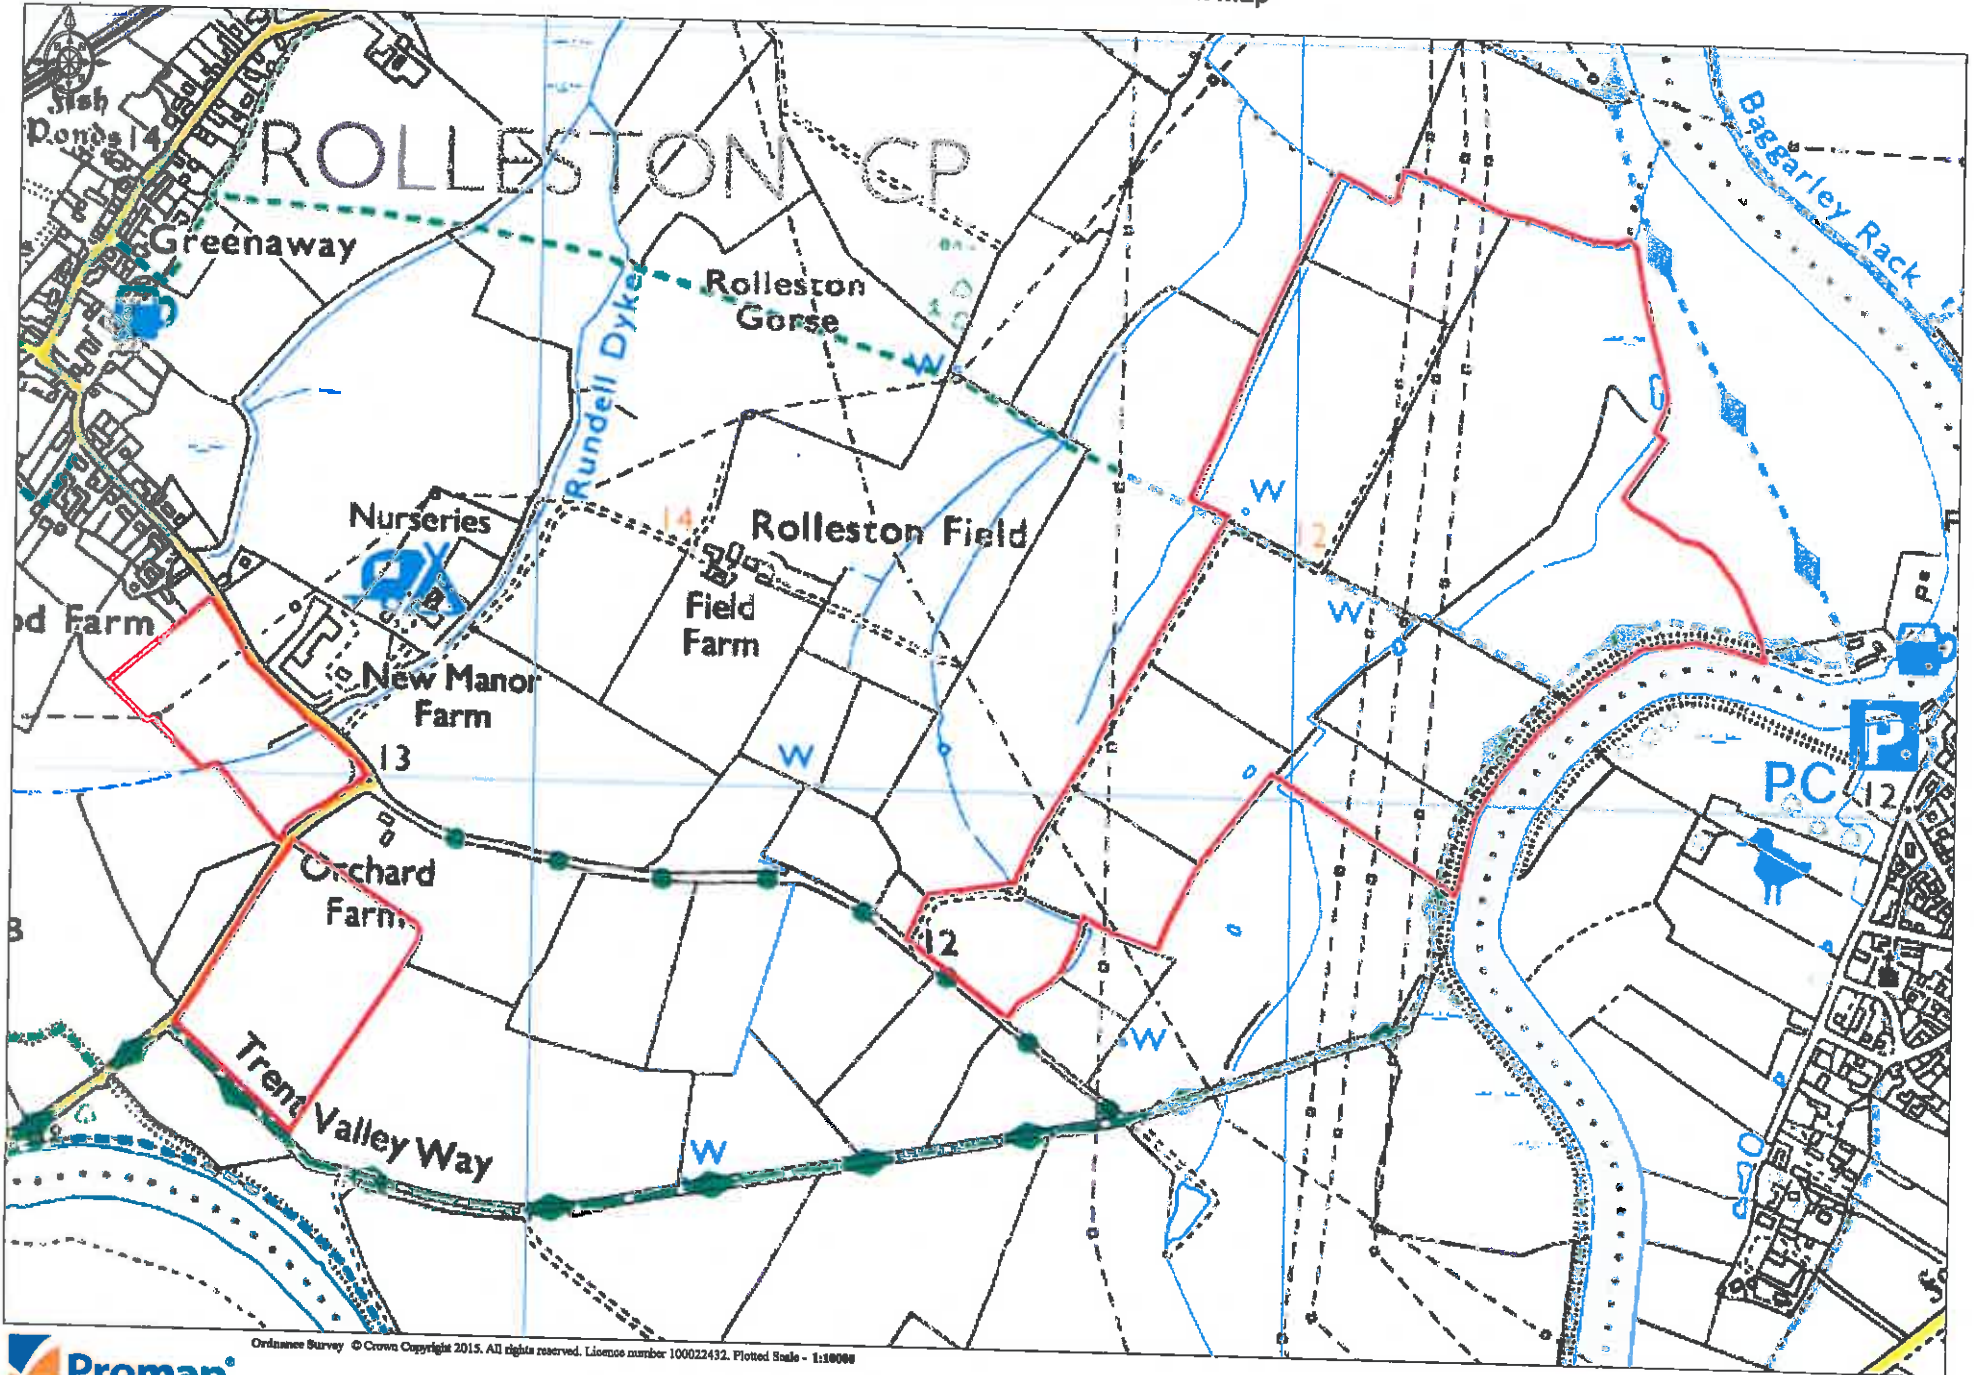 Fish
Ponds 14
ROLLESTON CP
Baggarley Rack
Greenaway
Rolleston
Gorse
W
Rundell Dyke
W
Nurseries
14
Rolleston Field
12
Field
Farm
W
od Farm
New Manor
Farm
PC
13
W
12
Orchard
Farm
12
W
Trent Valley Way
W
Ordnance Survey © Crown Copyright 2015. All rights reserved. Licence number 100022432. Plotted Scale - 1:10000
Promap®